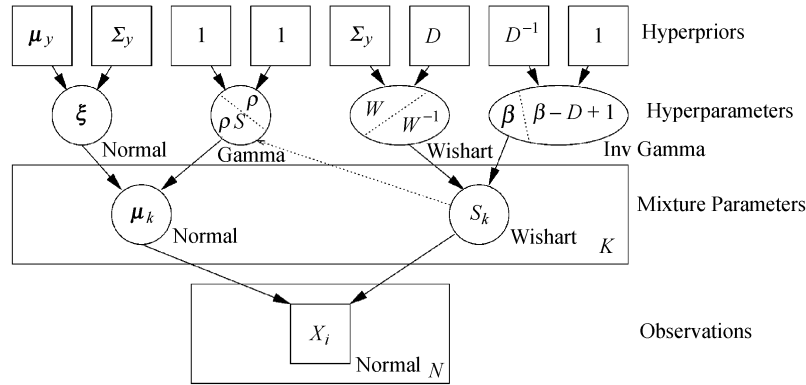 μ_y Σ_y 1 1 Σ_y D D⁻¹ 1 Hyperpriors
ξ ρ ρS W W⁻¹ β β − D + 1 Hyperparameters
Normal Gamma Wishart Inv Gamma
μ_k S_k Mixture Parameters
Normal Wishart K
X_i Observations
Normal N